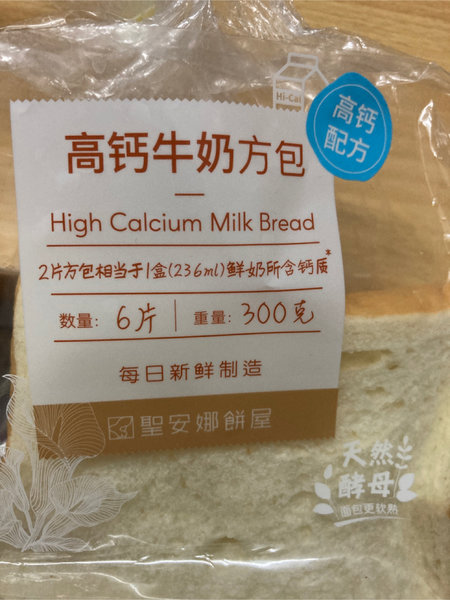 Hi-Cal
高钙
配方
高钙牛奶方包
High Calcium Milk Bread
2片方包相当于1盒(236ml)鲜奶所含钙质*
数量: 6片 | 重量: 300克
每日新鲜制造
聖安娜餅屋
天然
酵母
面包更软熟